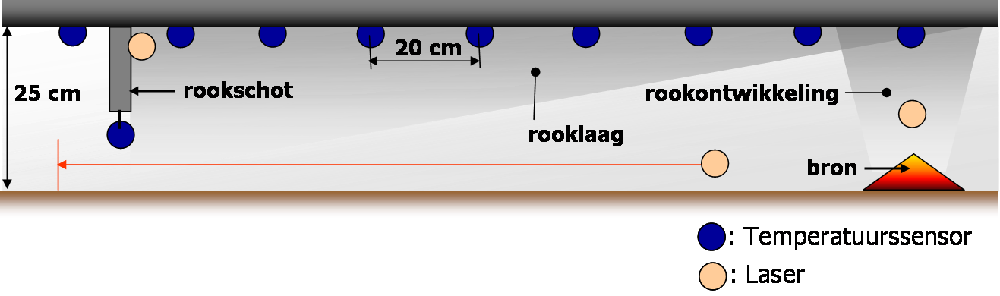 20 cm
25 cm
rookschot
rookontwikkeling
rooklaag
bron
: Temperatuurssensor
: Laser